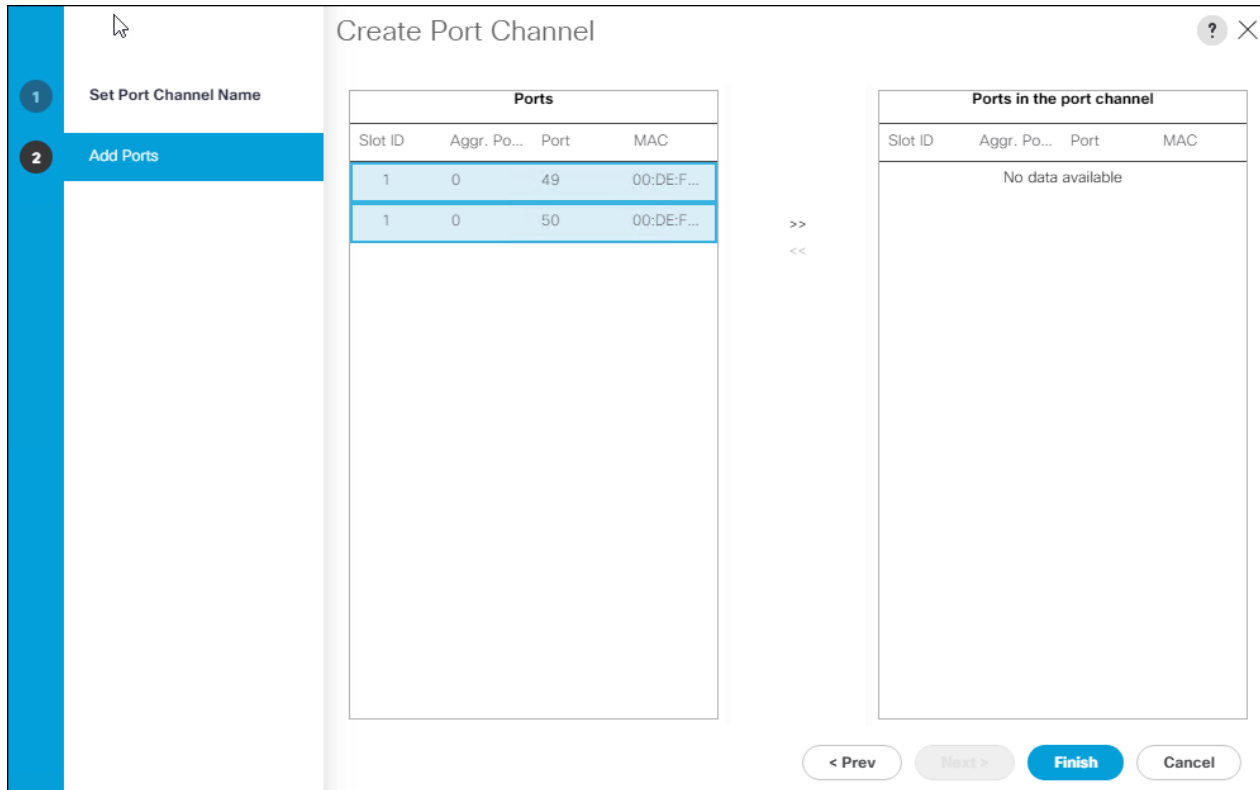 Create Port Channel
?
1 Set Port Channel Name
2 Add Ports
Ports
Slot ID Aggr. Po... Port MAC
1 0 49 00:DE:F...
1 0 50 00:DE:F...
>>
<<
Ports in the port channel
Slot ID Aggr. Po... Port MAC
No data available
< Prev Next > Finish Cancel